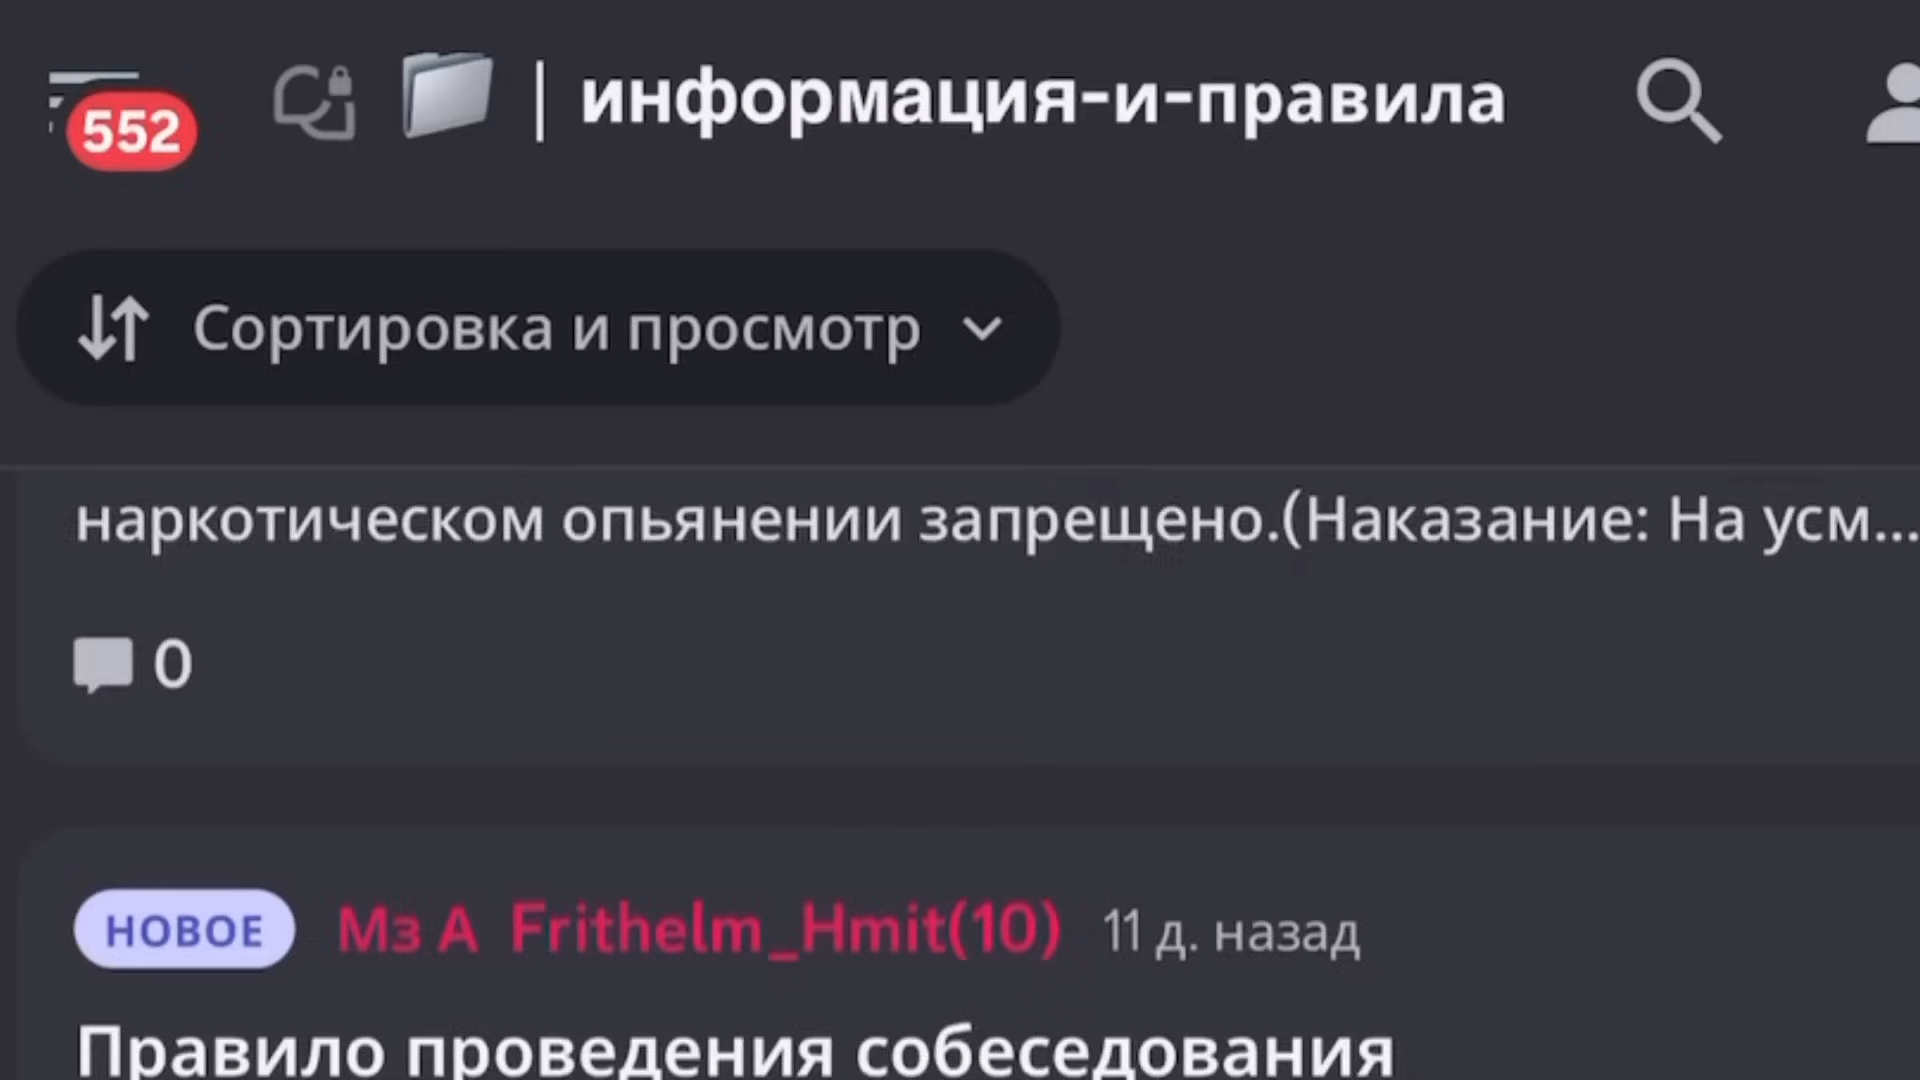 552
| информация-и-правила
Сортировка и просмотр
наркотическом опьянении запрещено.(Наказание: На усм...
0
НОВОЕ Мз А Frithelm_Hmit(10) 11 д. назад
Правило проведения собеседования